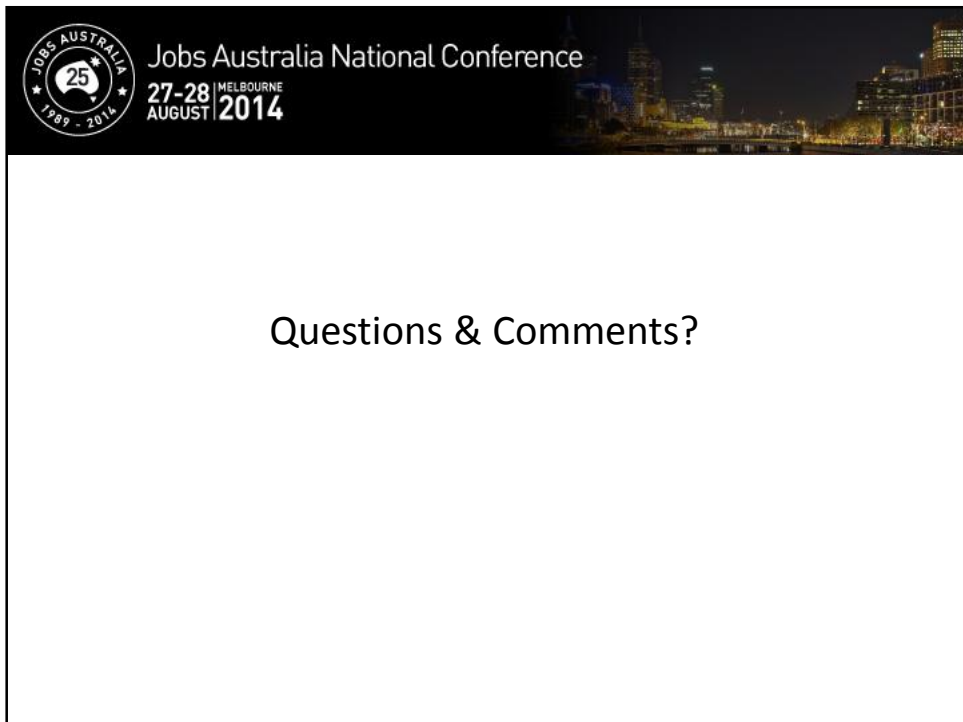 JOBS AUSTRALIA
25
1989 - 2014
Jobs Australia National Conference
27-28 AUGUST
MELBOURNE 2014
Questions & Comments?